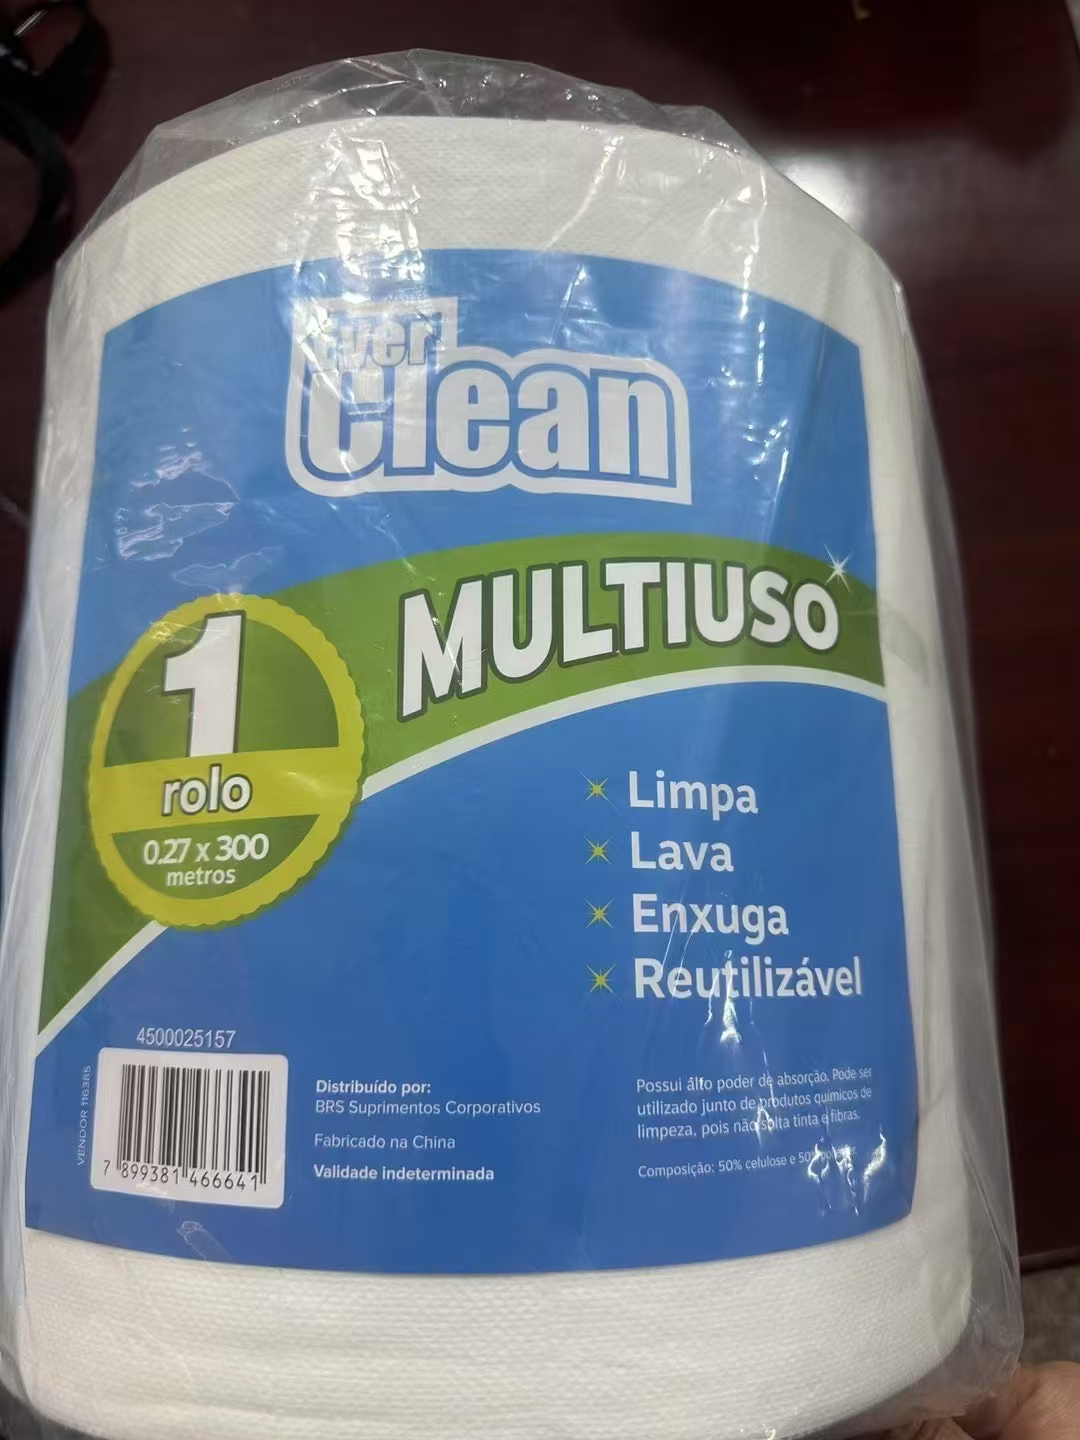 Ever
Clean
MULTIUSO
1
rolo
0.27 x 300
metros
Limpa
Lava
Enxuga
Reutilizável
4500025157
VENDOR 116385
7 899381 466641
Distribuído por:
BRS Suprimentos Corporativos
Fabricado na China
Validade indeterminada
Possui alto poder de absorção. Pode ser
utilizado junto de produtos químicos de
limpeza, pois não solta tinta e fibras.
Composição: 50% celulose e